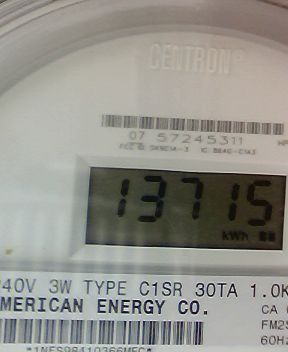 CENTRON®
07 57245311
13715
kWh
240V 3W TYPE C1SR 30TA 1.0K
AMERICAN ENERGY CO.
CA
FM2S
60Hz